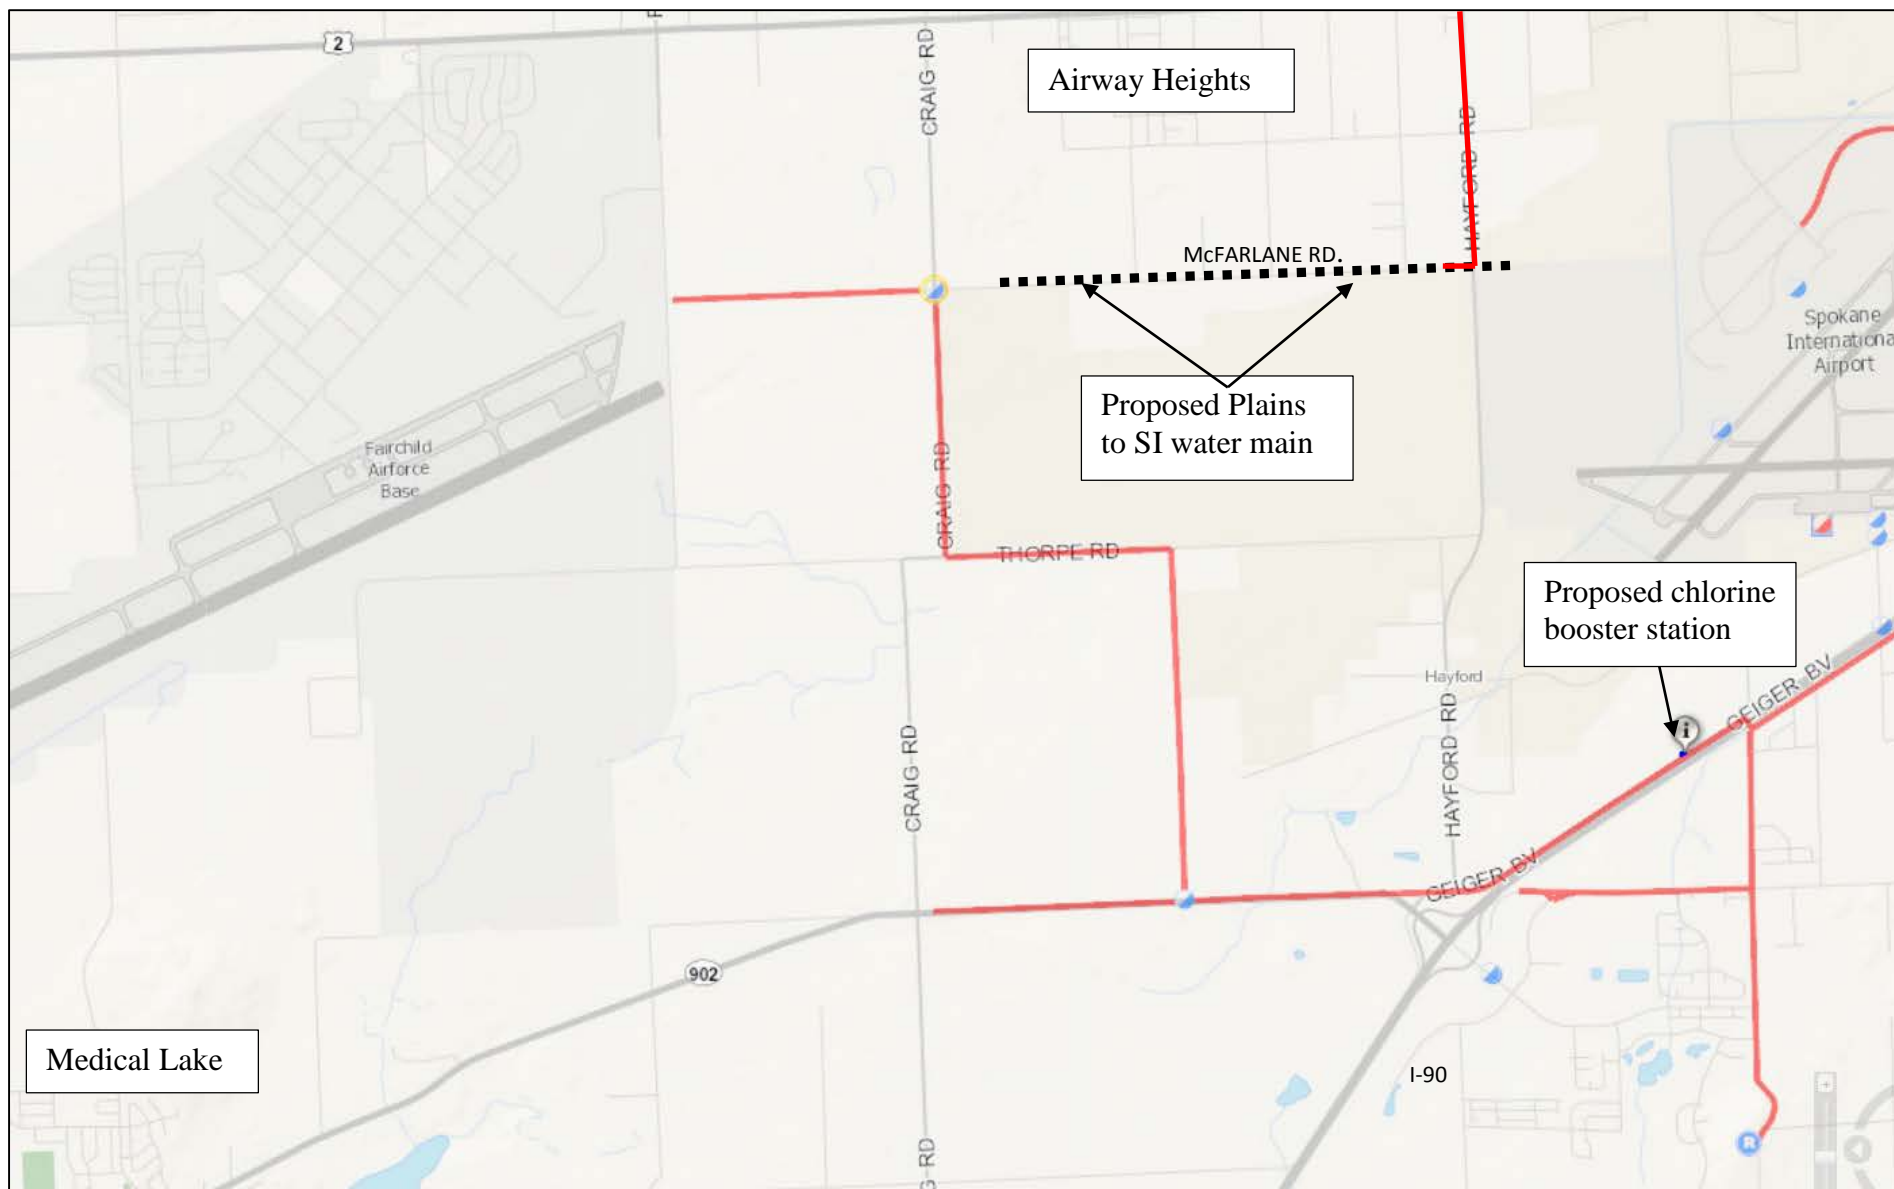 2
CRAIG-RD
Airway Heights
HAYFORD RD
McFARLANE RD.
Spokane
Internationa
Airport
Proposed Plains
to SI water main
Fairchild
Airforce
Base
CRAIG RD
THORPE RD
Proposed chlorine
booster station
Hayford
i
GEIGER BV
CRAIG-RD
HAYFORD RD
GEIGER BV
902
Medical Lake
I-90
R
G-RD